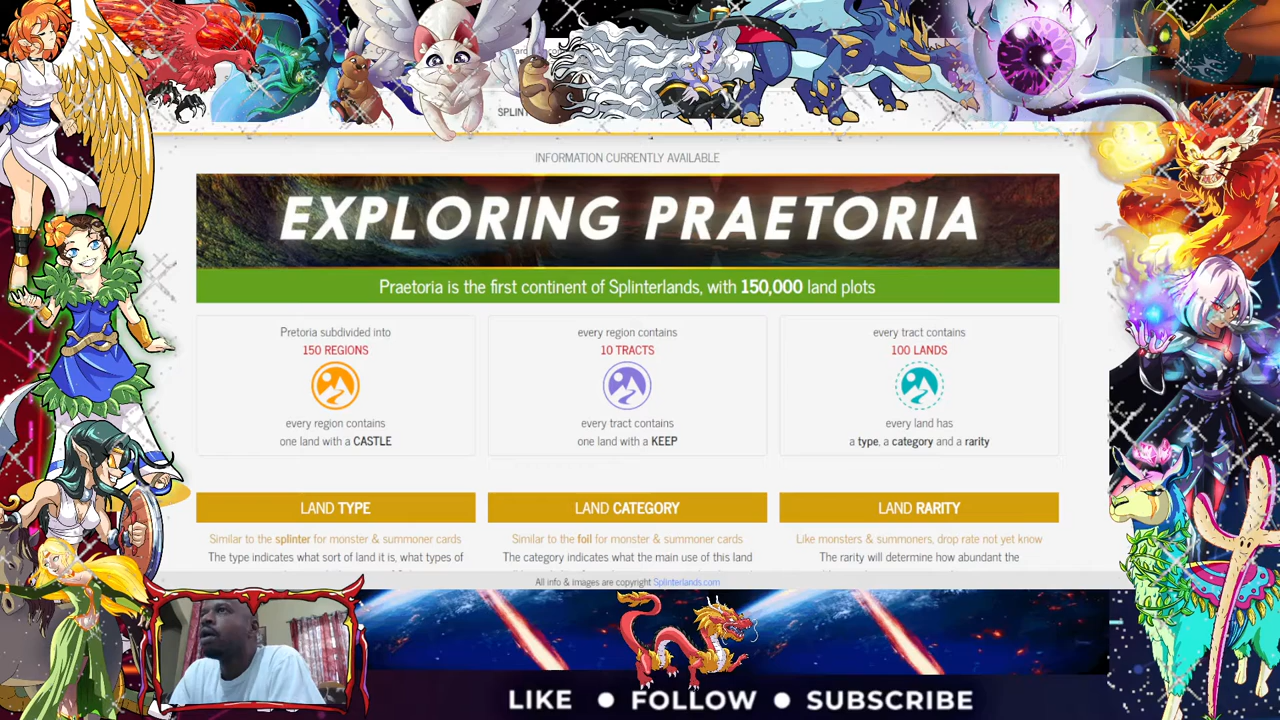 SPLINT
INFORMATION CURRENTLY AVAILABLE
EXPLORING PRAETORIA
Praetoria is the first continent of Splinterlands, with 150,000 land plots
Pretoria subdivided into
150 REGIONS
every region contains
one land with a CASTLE
every region contains
10 TRACTS
every tract contains
one land with a KEEP
every tract contains
100 LANDS
every land has
a type, a category and a rarity
LAND TYPE
Similar to the splinter for monster & summoner cards
The type indicates what sort of land it is, what types of
LAND CATEGORY
Similar to the foil for monster & summoner cards
The category indicates what the main use of this land
LAND RARITY
Like monsters & summoners, drop rate not yet know
The rarity will determine how abundant the
All info & images are copyright Splinterlands.com
LIKE ● FOLLOW ● SUBSCRIBE